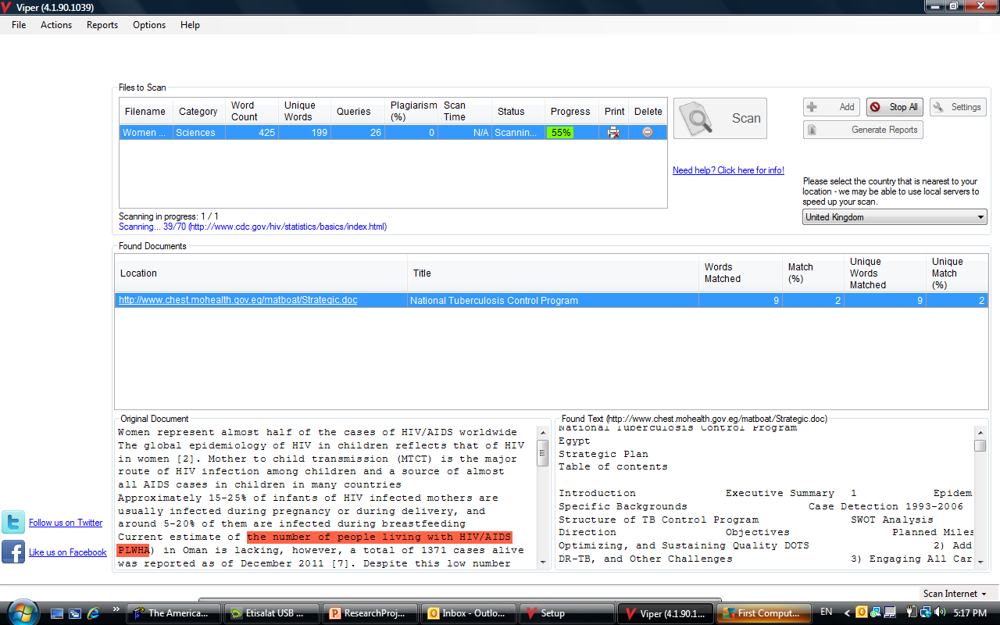 Viper (4.1.90.1039)
File Actions Reports Options Help
Files to Scan
Filename Category Word Count Unique Words Queries Plagiarism (%) Scan Time Status Progress Print Delete
Women ... Sciences 425 199 26 0 N/A Scannin... 55%
Scan
Add Stop All Settings
Generate Reports
Need help? Click here for info!
Please select the country that is nearest to your
location - we may be able to use local servers to
speed up your scan.
United Kingdom
Scanning in progress: 1 / 1
Scanning... 39/70 (http://www.cdc.gov/hiv/statistics/basics/index.html)
Found Documents
Location Title Words Matched Match (%) Unique Words Matched Unique Match (%)
http://www.chest.mohealth.gov.eg/matboat/Strategic.doc National Tuberculosis Control Program 9 2 9 2
Original Document
Women represent almost half of the cases of HIV/AIDS worldwide
The global epidemiology of HIV in children reflects that of HIV
in women [2]. Mother to child transmission (MTCT) is the major
route of HIV infection among children and a source of almost
all AIDS cases in children in many countries
Approximately 15-25% of infants of HIV infected mothers are
usually infected during pregnancy or during delivery, and
around 5-20% of them are infected during breastfeeding
Current estimate of the number of people living with HIV/AIDS
PLWHA) in Oman is lacking, however, a total of 1371 cases alive
was reported as of December 2011 [7]. Despite this low number
Found Text (http://www.chest.mohealth.gov.eg/matboat/Strategic.doc)
National Tuberculosis Control Program
Egypt
Strategic Plan
Table of contents
Introduction Executive Summary 1 Epidem
Specific Backgrounds Case Detection 1993-2006
Structure of TB Control Program SWOT Analysis
Direction Objectives Planned Miles
Optimizing, and Sustaining Quality DOTS 2) Add
DR-TB, and Other Challenges 3) Engaging All Car
Follow us on Twitter
Like us on Facebook
Scan Internet
The America... Etisalat USB ... ResearchProj... Inbox - Outlo... Setup Viper (4.1.90.1... First Comput... EN 5:17 PM